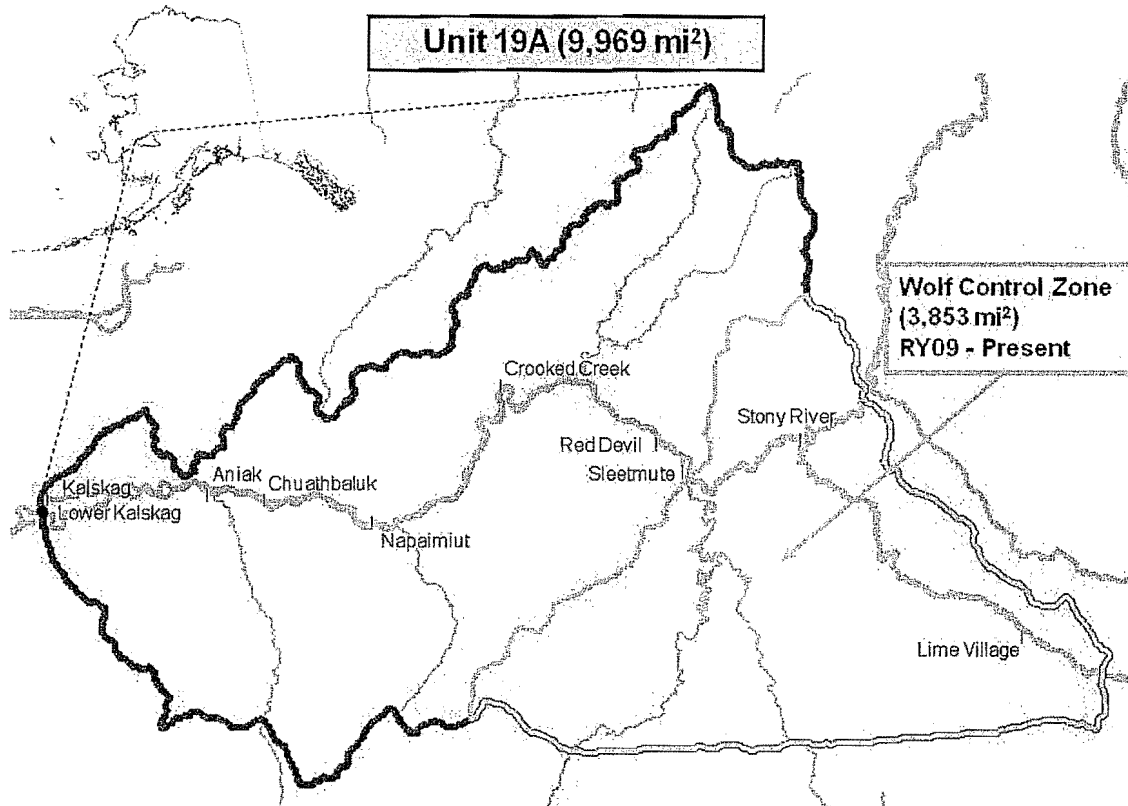 Unit 19A (9,969 mi²)
Wolf Control Zone
(3,853 mi²)
RY09 - Present
Crooked Creek
Stony River
Red Devil
Sleetmute
Kalskag
Aniak
Chuathbaluk
Lower Kalskag
Napaimiut
Lime Village